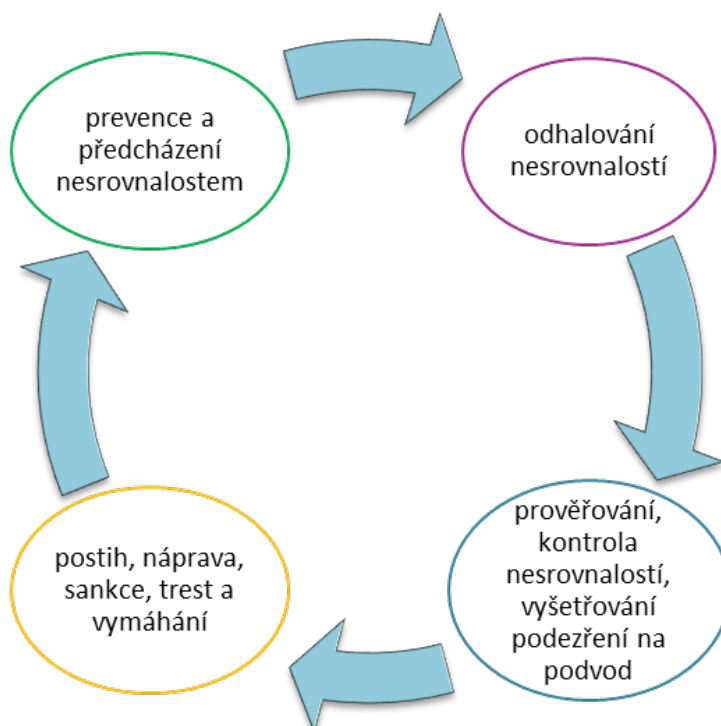 prevence a
předcházení
nesrovnalostem
odhalování
nesrovnalostí
prověřování,
kontrola
nesrovnalostí,
vyšetřování
podezření na
podvod
postih, náprava,
sankce, trest a
vymáhání